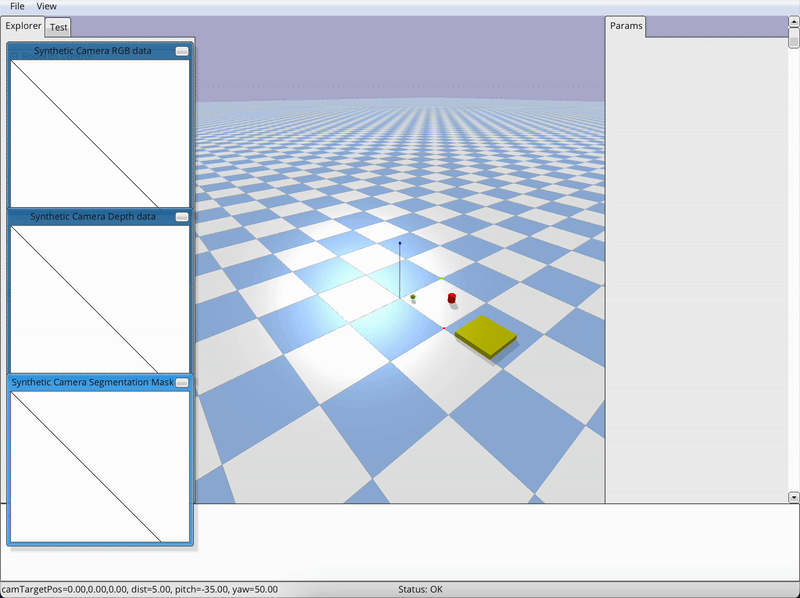 File View
Explorer Test
Params
Synthetic Camera RGB data
Synthetic Camera Depth data
Synthetic Camera Segmentation Mask
camTargetPos=0.00,0.00,0.00, dist=5.00, pitch=-35.00, yaw=50.00
Status: OK